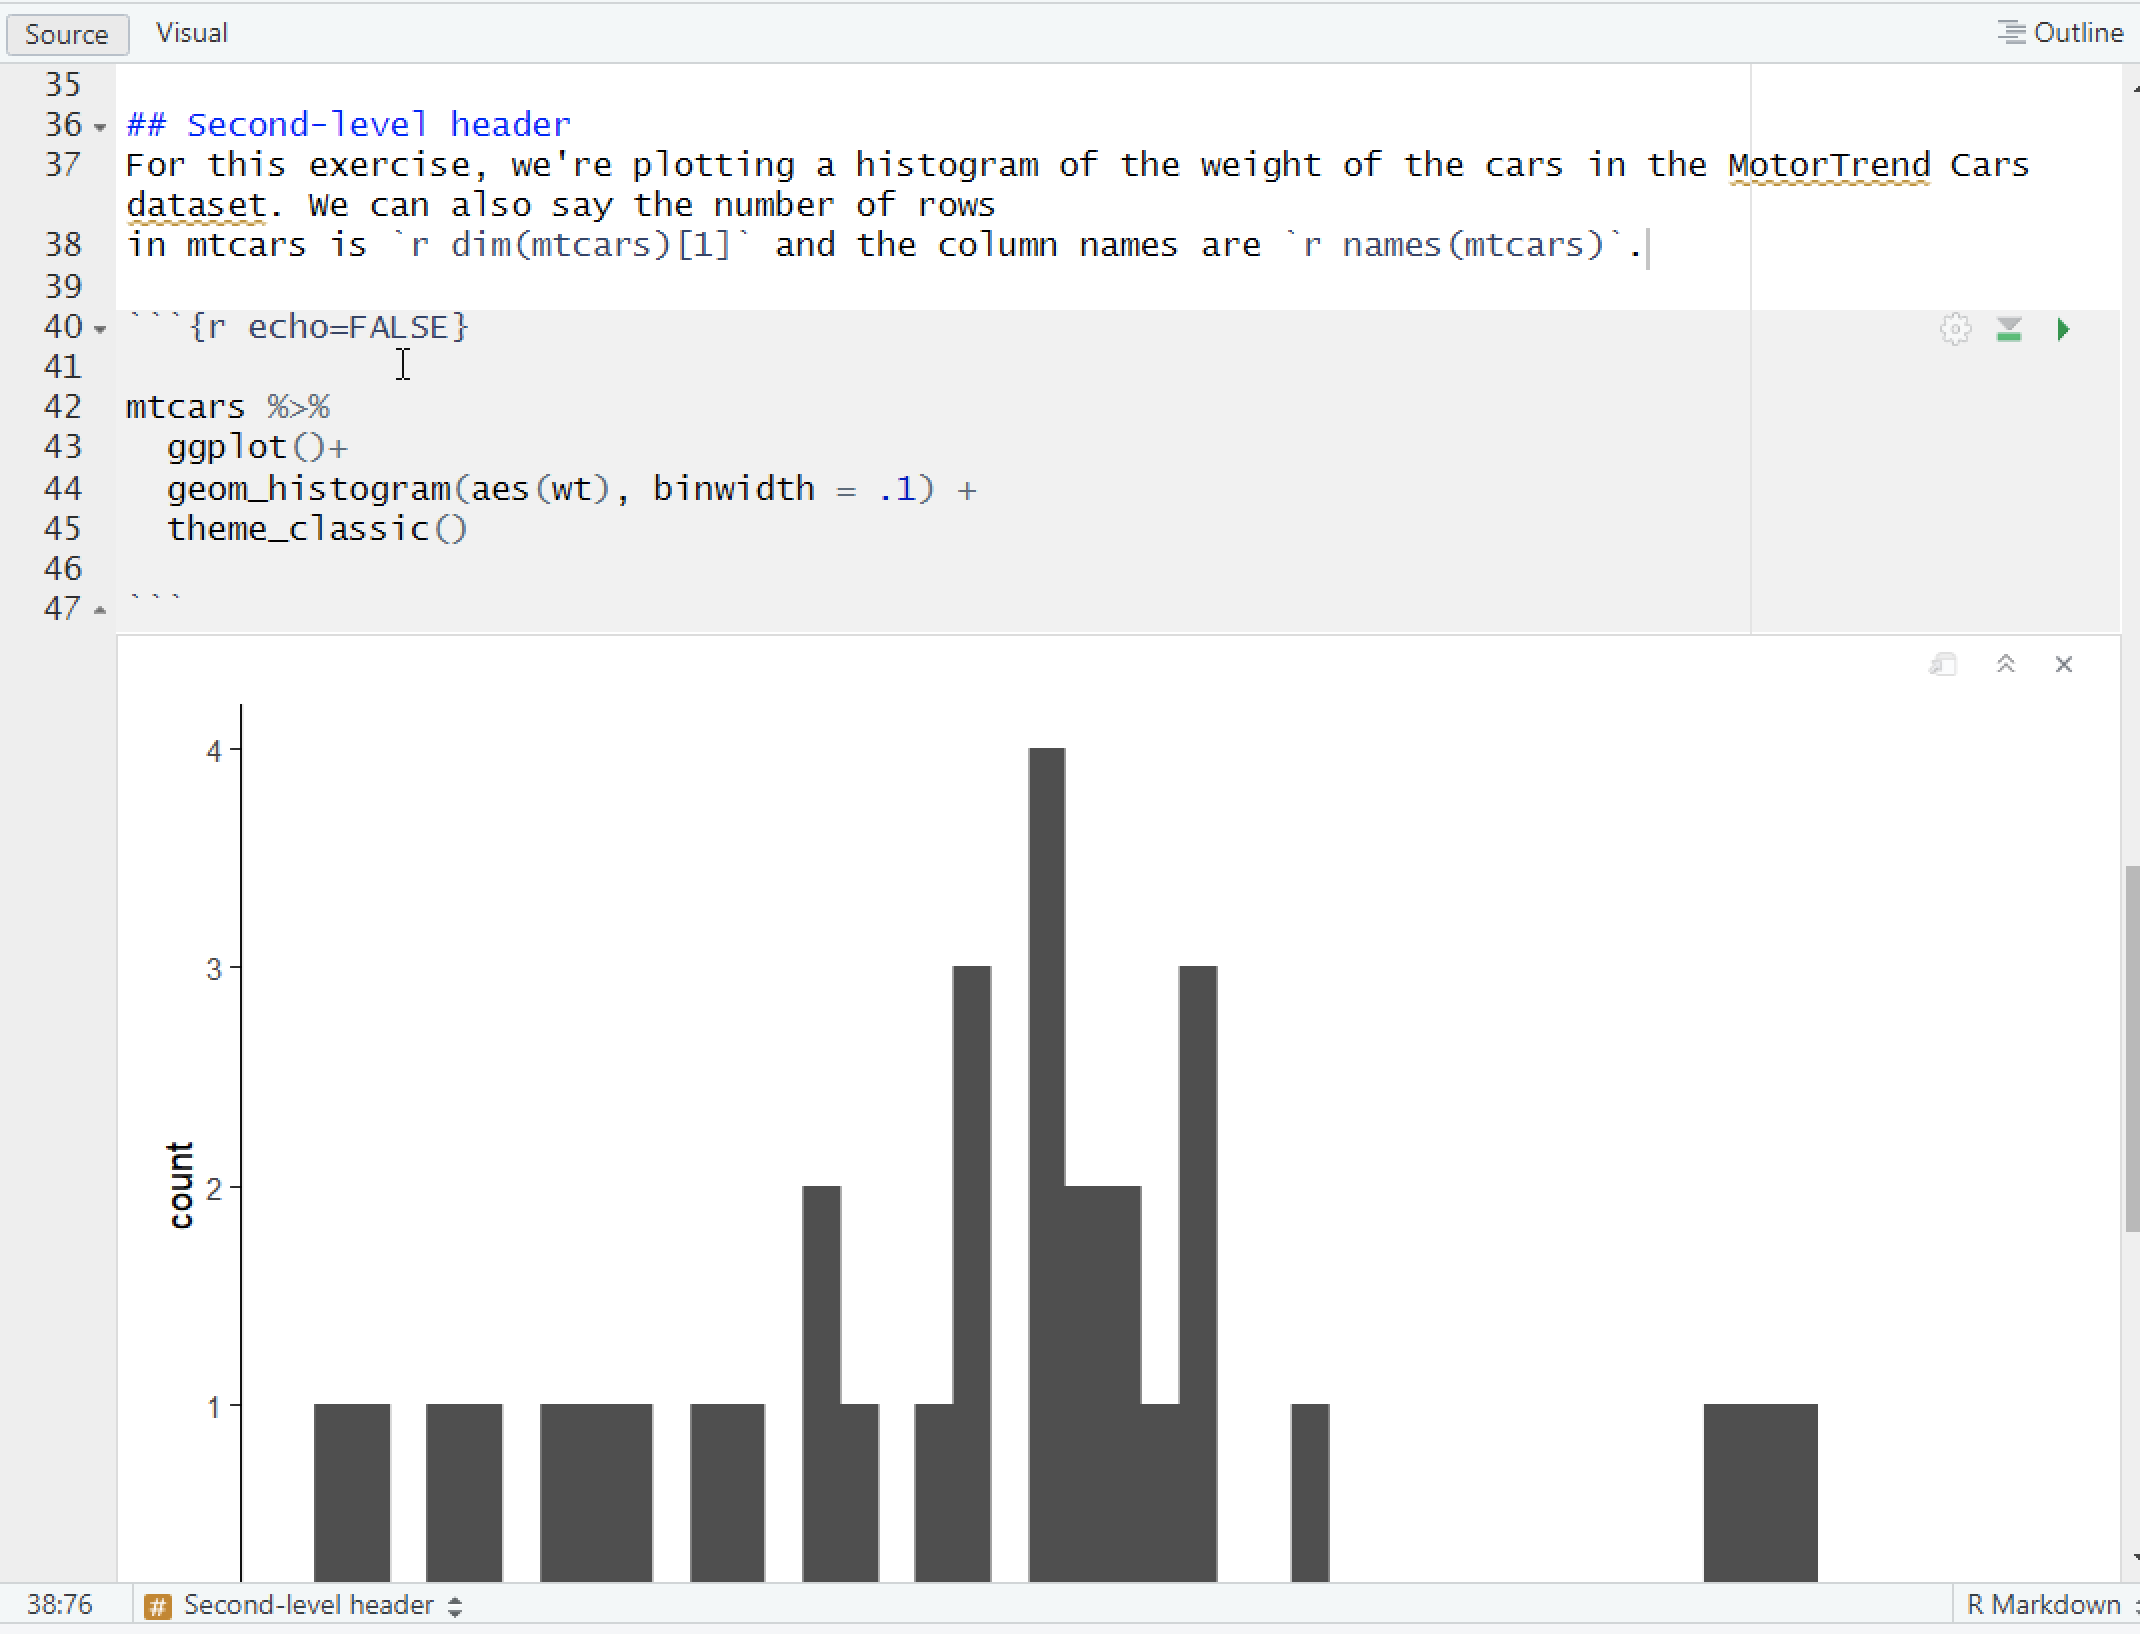 Source Visual Outline
35
36 ## Second-level header
37 For this exercise, we're plotting a histogram of the weight of the cars in the MotorTrend Cars
dataset. We can also say the number of rows
38 in mtcars is `r dim(mtcars)[1]` and the column names are `r names(mtcars)`.
39
40 ```{r echo=FALSE}
41
42 mtcars %>%
43   ggplot()+
44   geom_histogram(aes(wt), binwidth = .1) +
45   theme_classic()
46
47 ```
4
3
count
2
1
38:76 # Second-level header R Markdown